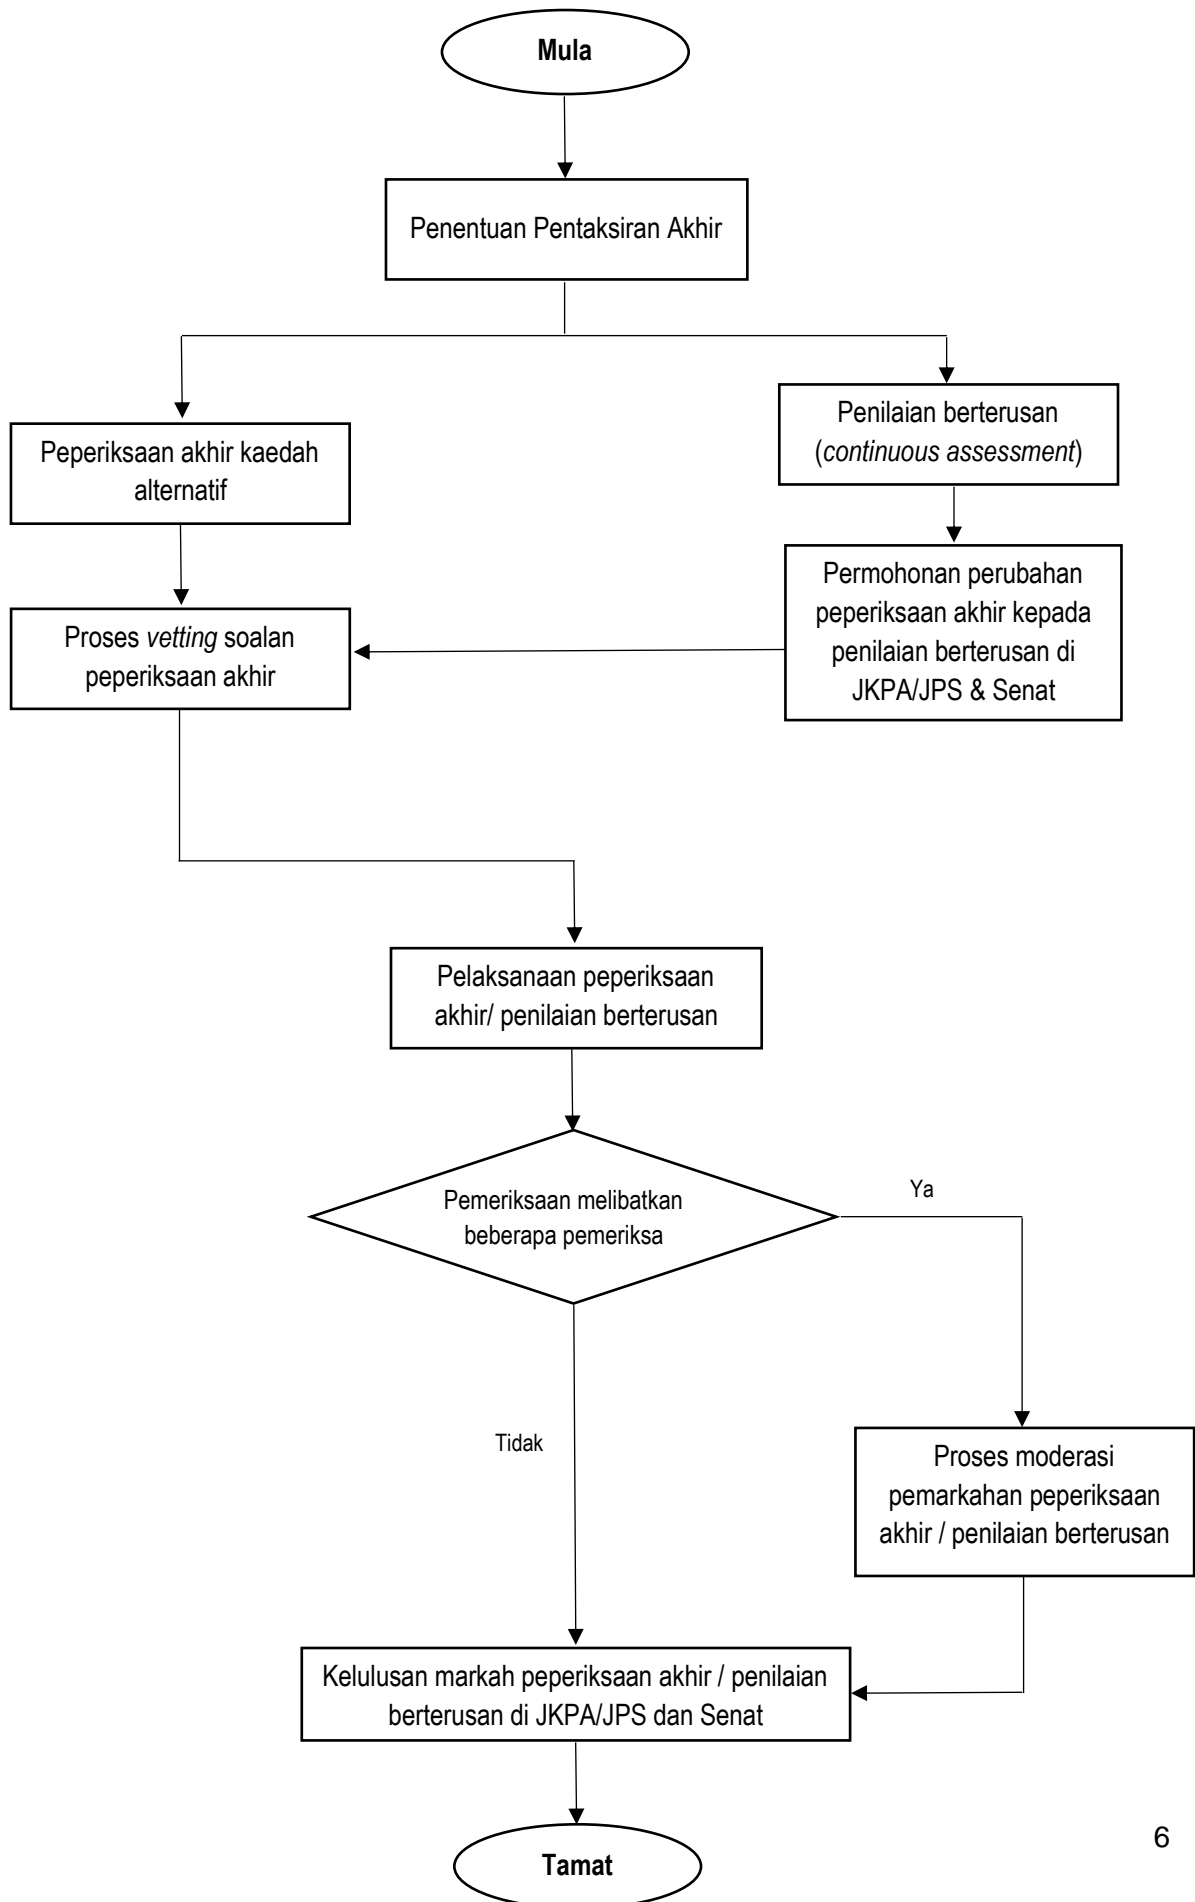 Mula
Penentuan Pentaksiran Akhir
Peperiksaan akhir kaedah
alternatif
Penilaian berterusan
(continuous assessment)
Proses vetting soalan
peperiksaan akhir
Permohonan perubahan
peperiksaan akhir kepada
penilaian berterusan di
JKPA/JPS & Senat
Pelaksanaan peperiksaan
akhir/ penilaian berterusan
Pemeriksaan melibatkan
beberapa pemeriksa
Ya
Tidak
Proses moderasi
pemarkahan peperiksaan
akhir / penilaian berterusan
Kelulusan markah peperiksaan akhir / penilaian
berterusan di JKPA/JPS dan Senat
Tamat
6